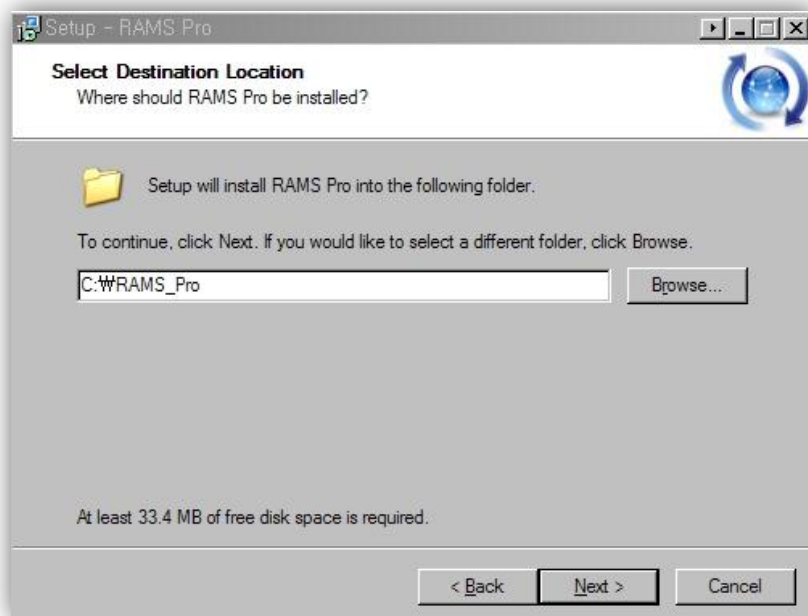 Setup - RAMS Pro
Select Destination Location
Where should RAMS Pro be installed?
Setup will install RAMS Pro into the following folder.
To continue, click Next. If you would like to select a different folder, click Browse.
C:₩RAMS_Pro
Browse...
At least 33.4 MB of free disk space is required.
< Back
Next >
Cancel